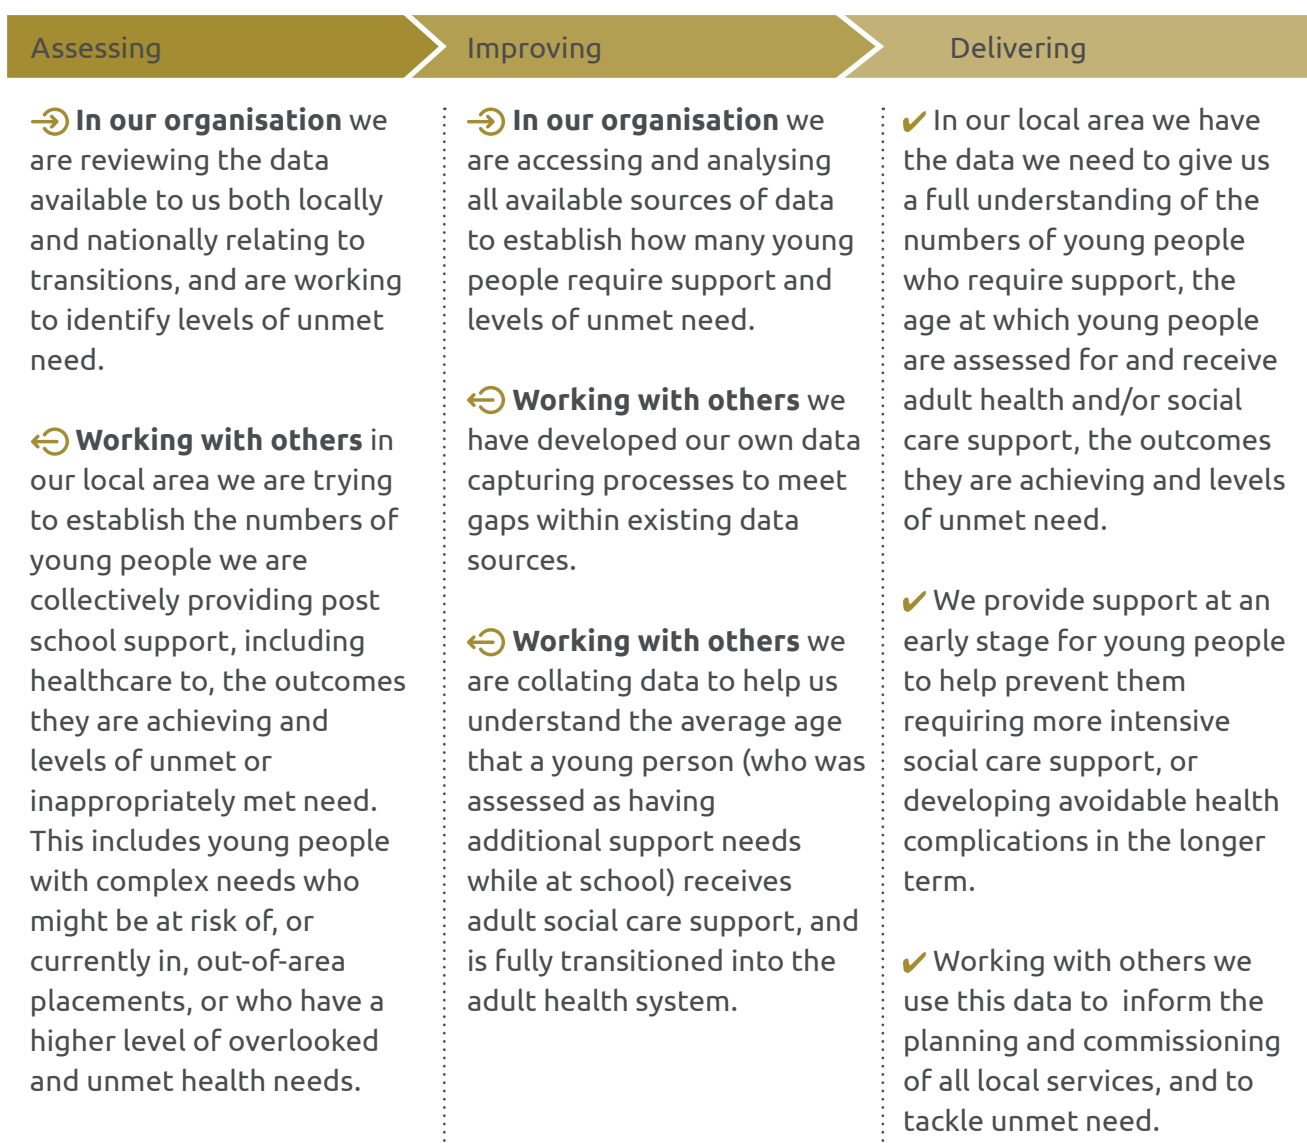 Assessing
Improving
Delivering
In our organisation we
are reviewing the data
available to us both locally
and nationally relating to
transitions, and are working
to identify levels of unmet
need.
Working with others in
our local area we are trying
to establish the numbers of
young people we are
collectively providing post
school support, including
healthcare to, the outcomes
they are achieving and
levels of unmet or
inappropriately met need.
This includes young people
with complex needs who
might be at risk of, or
currently in, out-of-area
placements, or who have a
higher level of overlooked
and unmet health needs.
In our organisation we
are accessing and analysing
all available sources of data
to establish how many young
people require support and
levels of unmet need.
Working with others we
have developed our own data
capturing processes to meet
gaps within existing data
sources.
Working with others we
are collating data to help us
understand the average age
that a young person (who was
assessed as having
additional support needs
while at school) receives
adult social care support, and
is fully transitioned into the
adult health system.
✔ In our local area we have
the data we need to give us
a full understanding of the
numbers of young people
who require support, the
age at which young people
are assessed for and receive
adult health and/or social
care support, the outcomes
they are achieving and levels
of unmet need.
✔ We provide support at an
early stage for young people
to help prevent them
requiring more intensive
social care support, or
developing avoidable health
complications in the longer
term.
✔ Working with others we
use this data to  inform the
planning and commissioning
of all local services, and to
tackle unmet need.